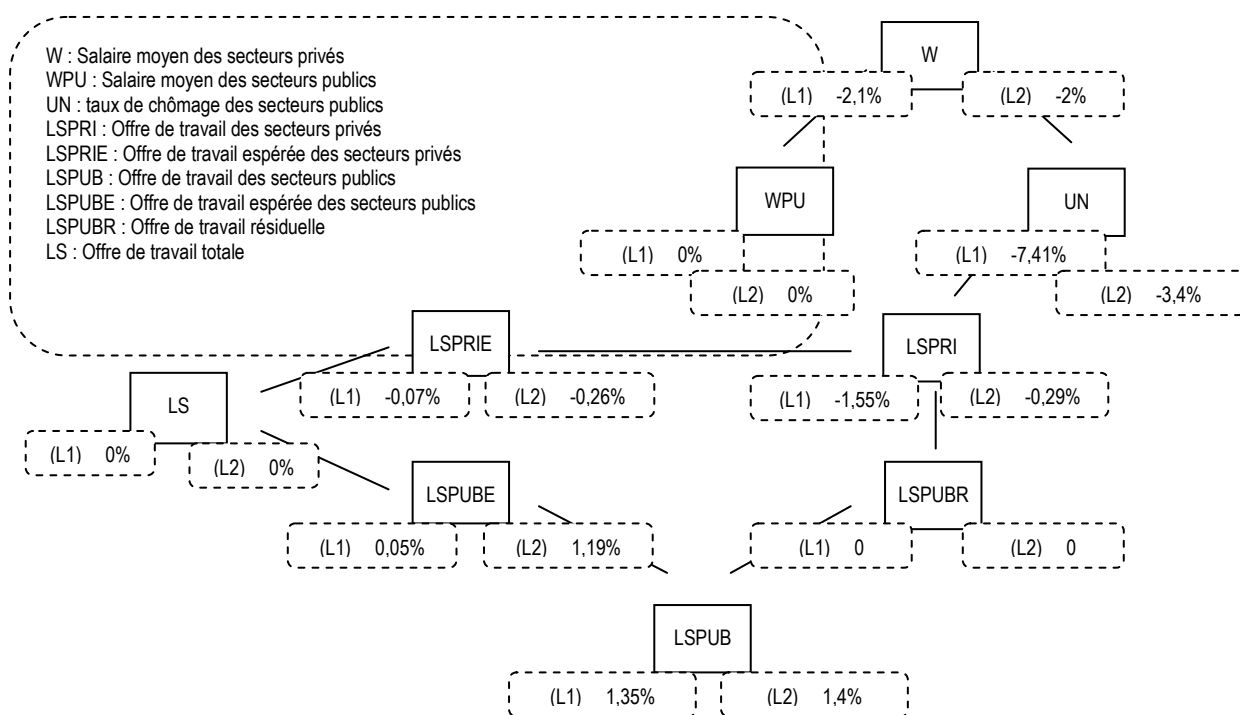 W : Salaire moyen des secteurs privés
WPU : Salaire moyen des secteurs publics
UN : taux de chômage des secteurs publics
LSPRI : Offre de travail des secteurs privés
LSPRIE : Offre de travail espérée des secteurs privés
LSPUB : Offre de travail des secteurs publics
LSPUBE : Offre de travail espérée des secteurs publics
LSPUBR : Offre de travail résiduelle
LS : Offre de travail totale
W
(L1) -2,1%
(L2) -2%
WPU
UN
(L1) 0%
(L2) 0%
(L1) -7,41%
(L2) -3,4%
LSPRIE
LSPRI
(L1) -0,07%
(L2) -0,26%
(L1) -1,55%
(L2) -0,29%
LS
(L1) 0%
(L2) 0%
LSPUBE
LSPUBR
(L1) 0,05%
(L2) 1,19%
(L1) 0
(L2) 0
LSPUB
(L1) 1,35%
(L2) 1,4%